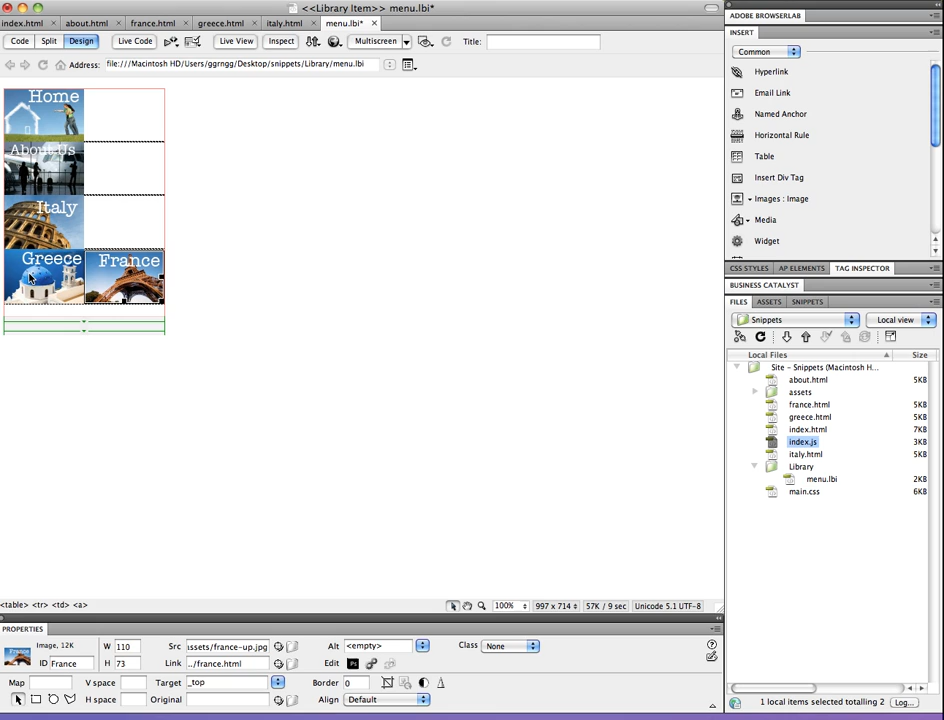 <<Library Item>> menu.lbi*
index.html × about.html × france.html × greece.html × italy.html × menu.lbi* ×
Code Split Design Live Code Live View Inspect Multiscreen Title:
Address: file:///Macintosh HD/Users/ggrngg/Desktop/snippets/Library/menu.lbi
Home
About Us
Italy
Greece France
<table> <tr> <td> <a>
100% 997 x 714 57K / 9 sec Unicode 5.1 UTF-8
PROPERTIES
Image, 12K W 110 Src assets/france-up.jpg Alt <empty> Class None
ID France H 73 Link ../france.html Edit Ps
Map V space Target _top Border 0
H space Original Align Default
ADOBE BROWSERLAB
INSERT
Common
Hyperlink
Email Link
Named Anchor
Horizontal Rule
Table
Insert Div Tag
Images : Image
Media
Widget
CSS STYLES AP ELEMENTS TAG INSPECTOR
BUSINESS CATALYST
FILES ASSETS SNIPPETS
Snippets Local view
Local Files Size
Site - Snippets (Macintosh H...
about.html 5KB
assets
france.html 5KB
greece.html 5KB
index.html 7KB
index.js 3KB
italy.html 5KB
Library
menu.lbi 2KB
main.css 6KB
1 local items selected totalling 2 Log...